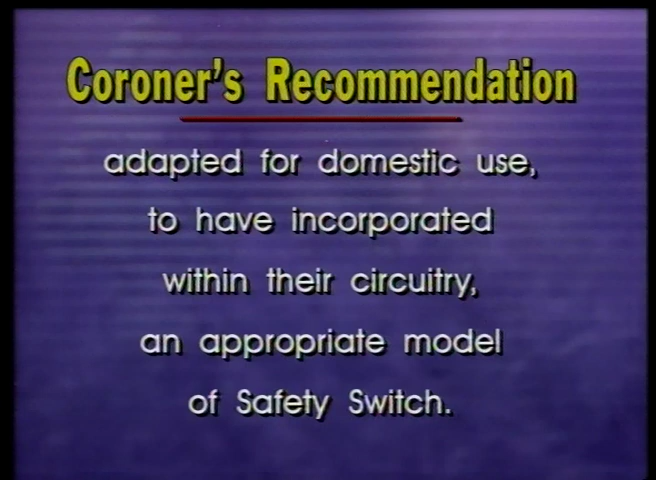 Coroner's Recommendation
adapted for domestic use,
to have incorporated
within their circuitry,
an appropriate model
of Safety Switch.